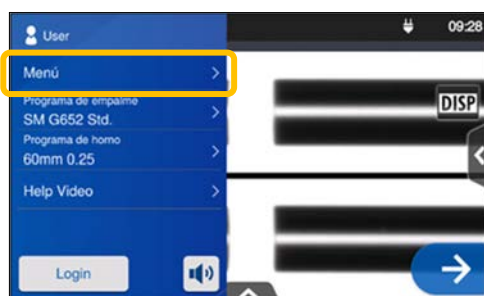 User
09:28
Menú
Programa de empalme
SM G652 Std.
DISP
Programa de horno
60mm 0.25
Help Video
Login